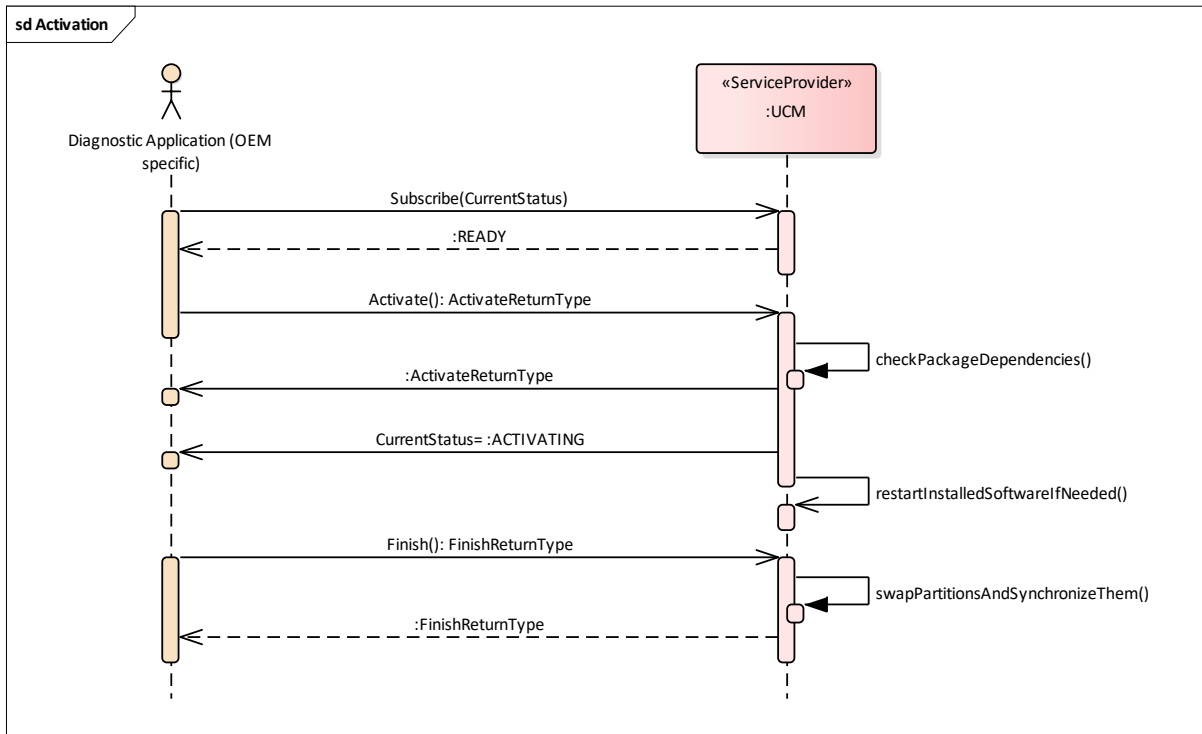 sd Activation
«ServiceProvider»
:UCM
Diagnostic Application (OEM
specific)
Subscribe(CurrentStatus)
:READY
Activate(): ActivateReturnType
checkPackageDependencies()
:ActivateReturnType
CurrentStatus= :ACTIVATING
restartInstalledSoftwareIfNeeded()
Finish(): FinishReturnType
swapPartitionsAndSynchronizeThem()
:FinishReturnType